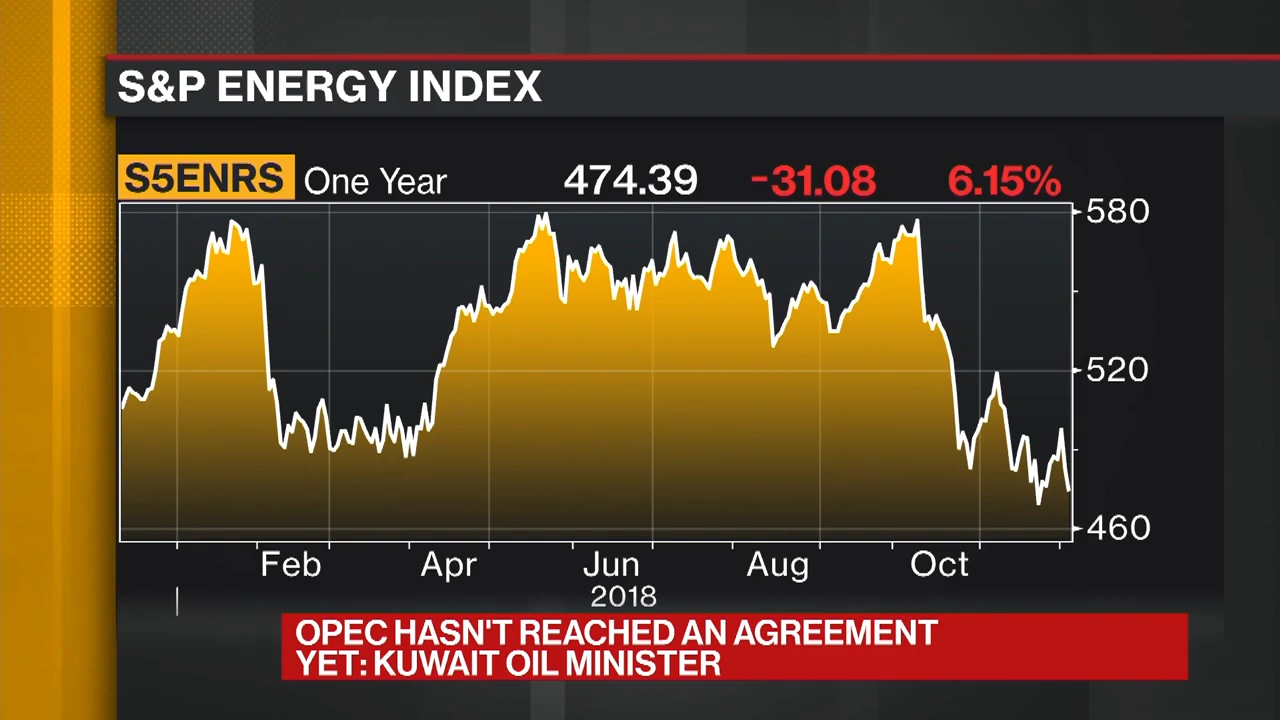 S&P ENERGY INDEX
S5ENRS One Year 474.39 -31.08 6.15%
580
520
460
Feb Apr Jun Aug Oct
2018
OPEC HASN'T REACHED AN AGREEMENT
YET: KUWAIT OIL MINISTER